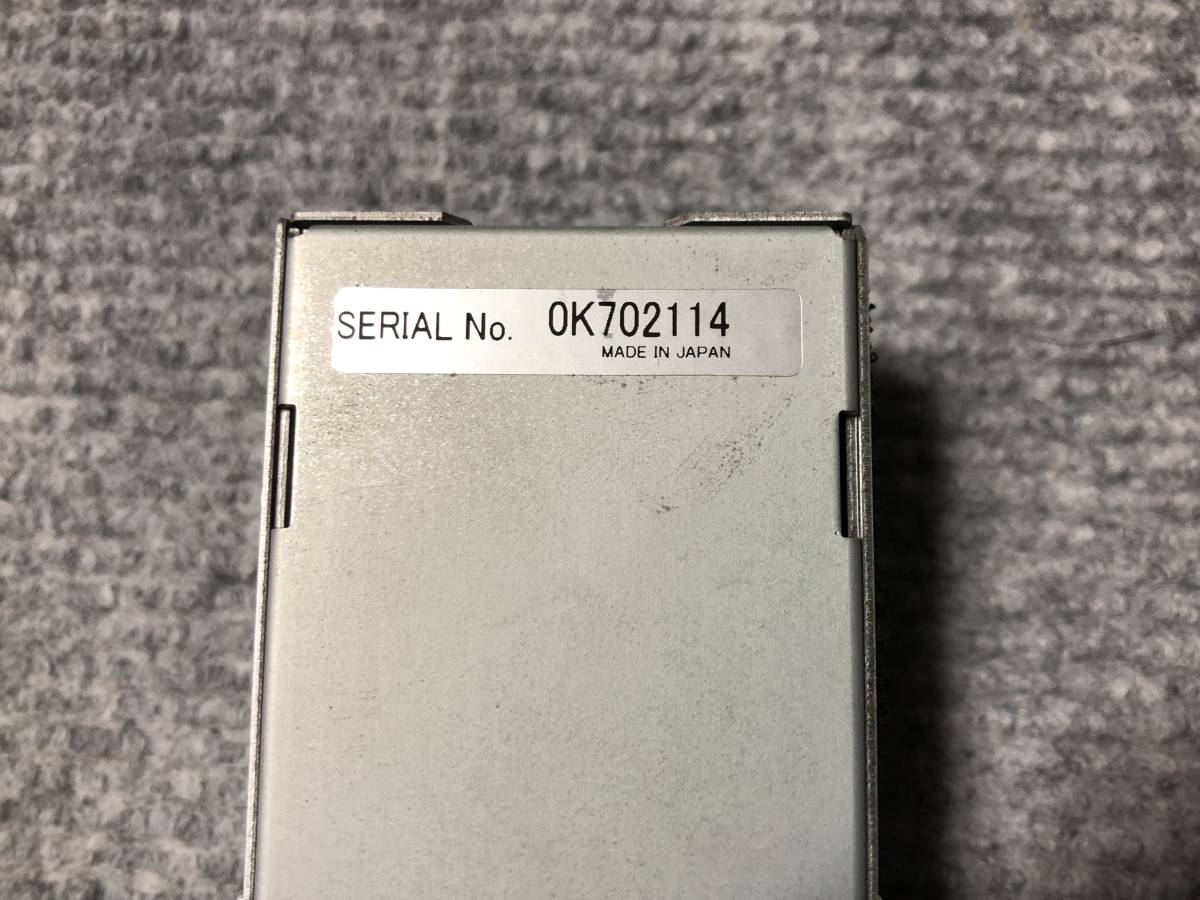 SERIAL No. 0K702114
MADE IN JAPAN